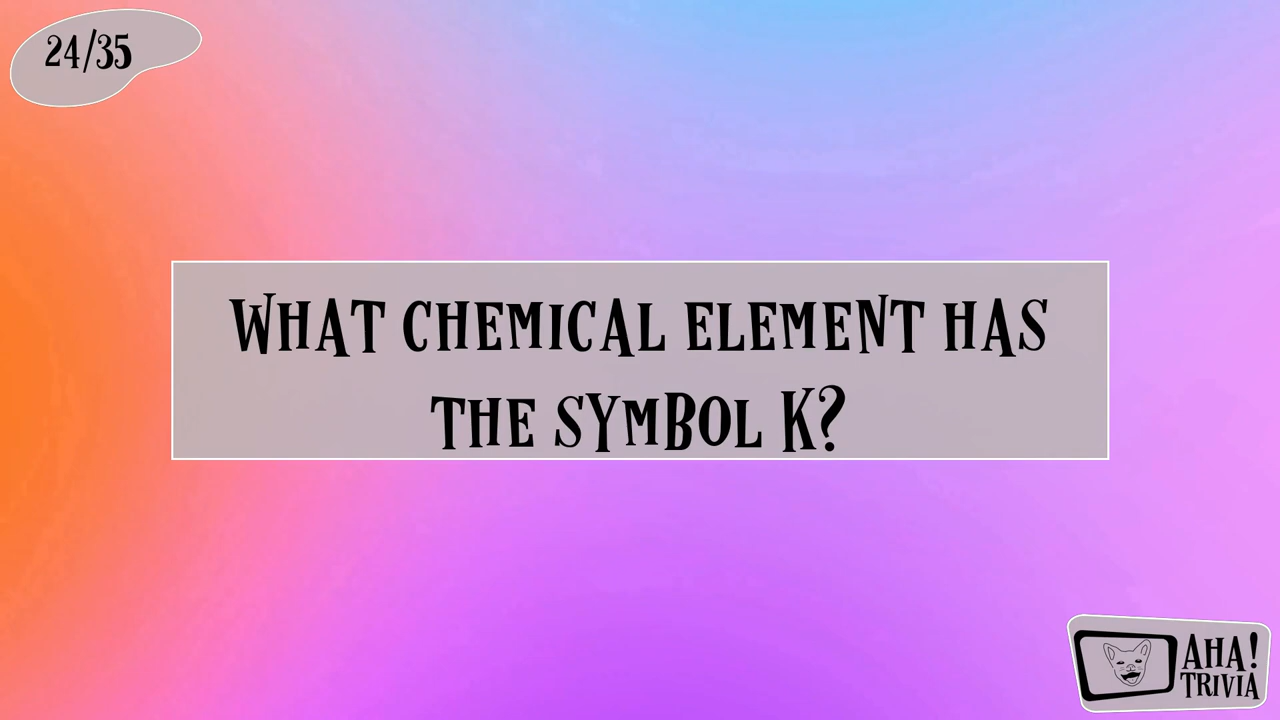 24/35
WHAT CHEMICAL ELEMENT HAS
THE SYMBOL K?
AHA!
TRIVIA